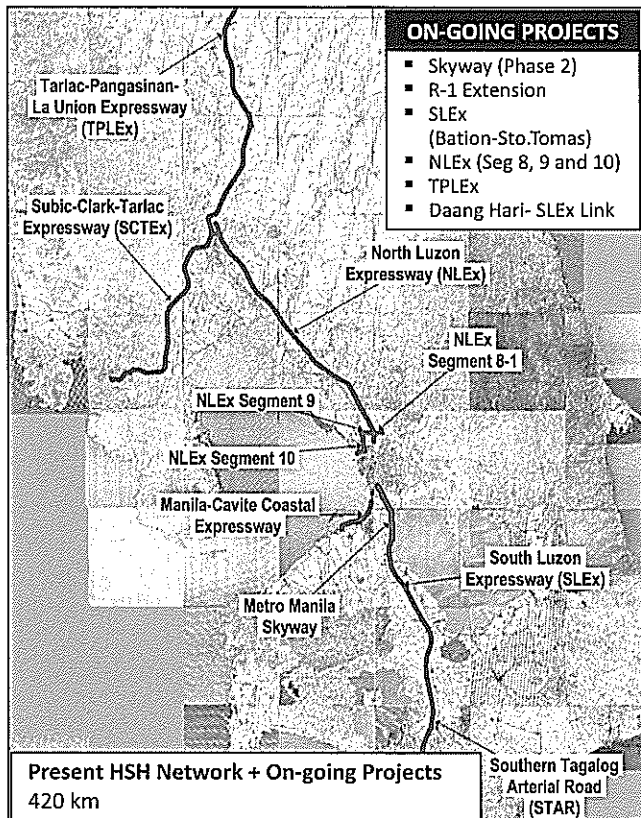 ON-GOING PROJECTS
▪ Skyway (Phase 2)
▪ R-1 Extension
▪ SLEx
(Bation-Sto.Tomas)
▪ NLEx (Seg 8, 9 and 10)
▪ TPLEx
▪ Daang Hari- SLEx Link
Tarlac-Pangasinan-
La Union Expressway
(TPLEx)
Subic-Clark-Tarlac
Expressway (SCTEx)
North Luzon
Expressway (NLEx)
NLEx
Segment 8-1
NLEx Segment 9
NLEx Segment 10
Manila-Cavite Coastal
Expressway
South Luzon
Expressway (SLEx)
Metro Manila
Skyway
Southern Tagalog
Arterial Road
(STAR)
Present HSH Network + On-going Projects
420 km